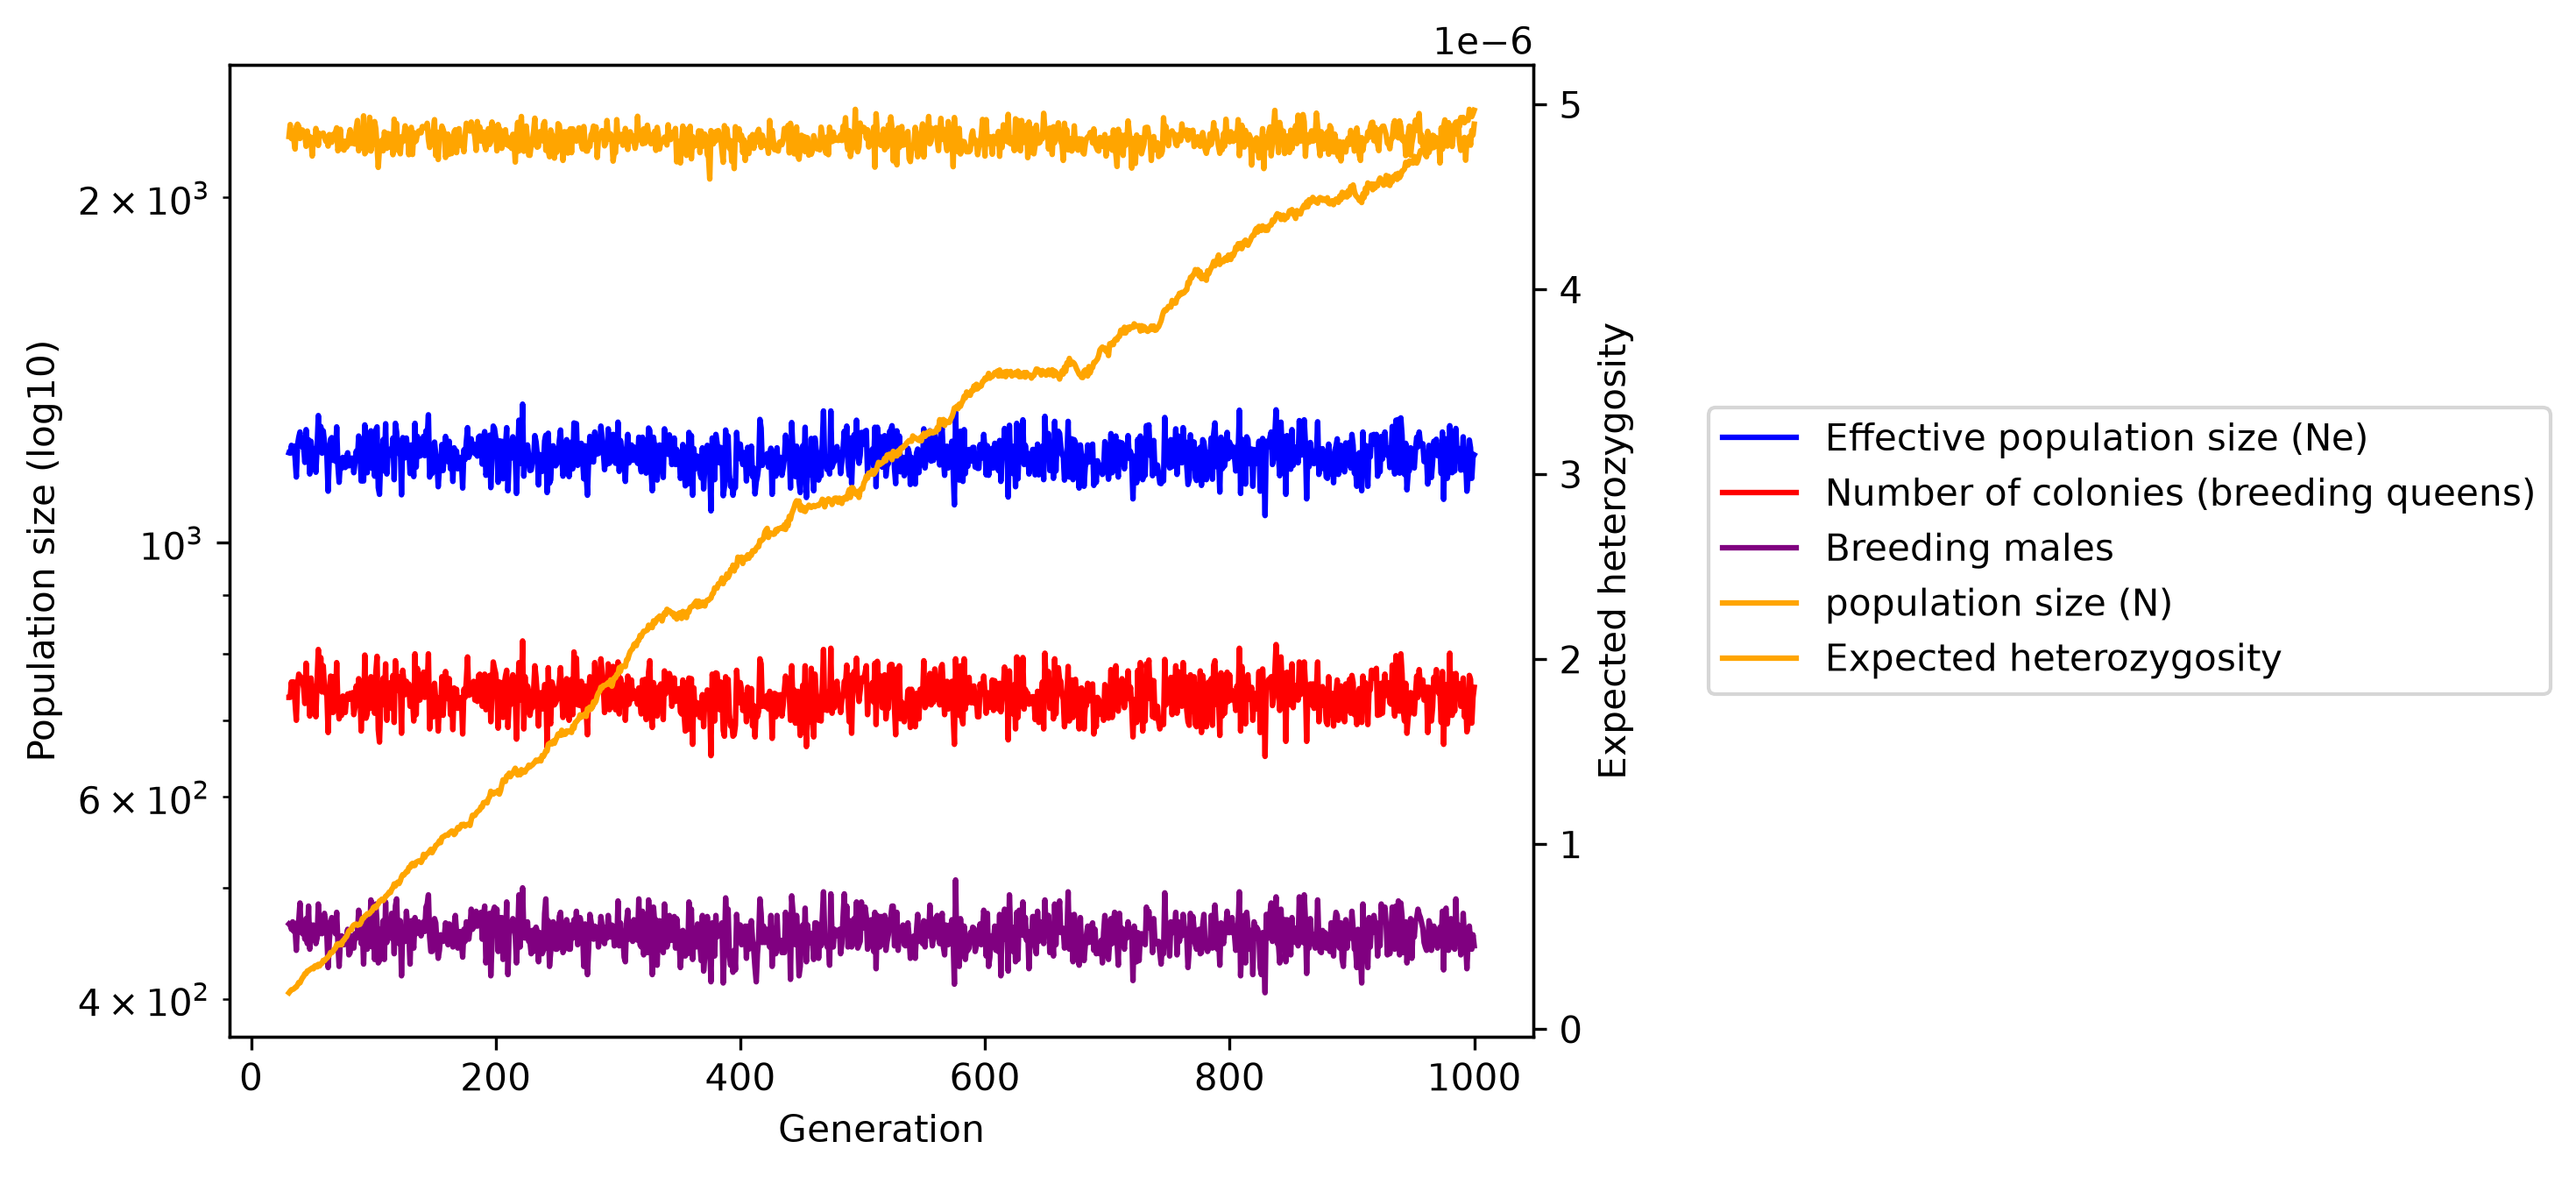 1e−6
Population size (log10)
2 × 10³
10³
6 × 10²
4 × 10²
0 200 400 600 800 1000
Generation
5
4
3
2
1
0
Expected heterozygosity
Effective population size (Ne)
Number of colonies (breeding queens)
Breeding males
population size (N)
Expected heterozygosity